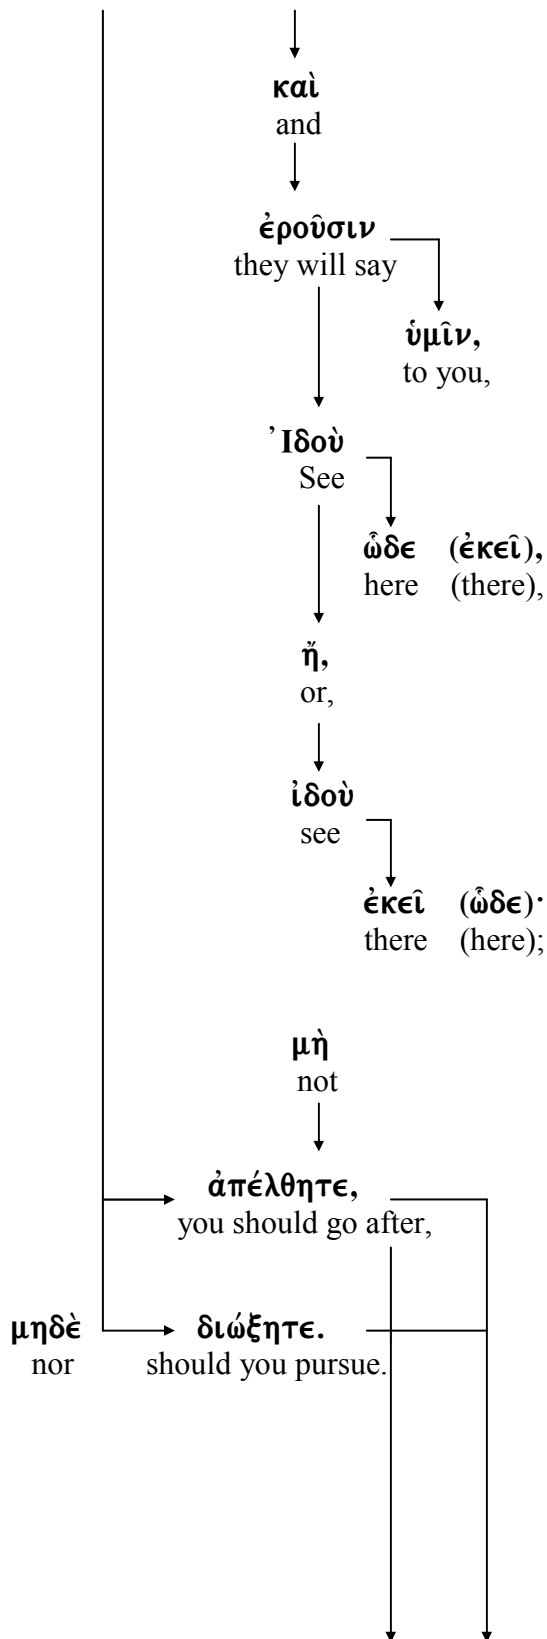 καὶ
and
ἐροῦσιν
they will say
ὑμῖν,
to you,
Ἰδοὺ
See
ὧδε (ἐκεῖ),
here (there),
ἤ,
or,
ἰδοὺ
see
ἐκεῖ (ὧδε)·
there (here);
μὴ
not
ἀπέλθητε,
you should go after,
μηδὲ διώξητε.
nor should you pursue.